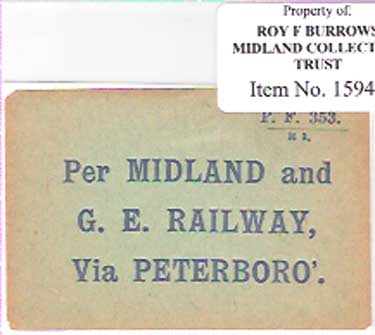 Property of:
ROY F BURROWS
MIDLAND COLLECT
TRUST
Item No. 1594
P. F. 353.
Per MIDLAND and
G. E. RAILWAY,
Via PETERBORO'.